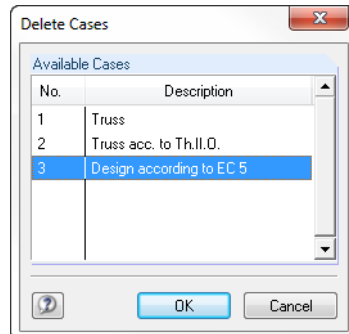 Delete Cases
Available Cases
No. Description
1 Truss
2 Truss acc. to Th.II.O.
3 Design according to EC 5
OK Cancel